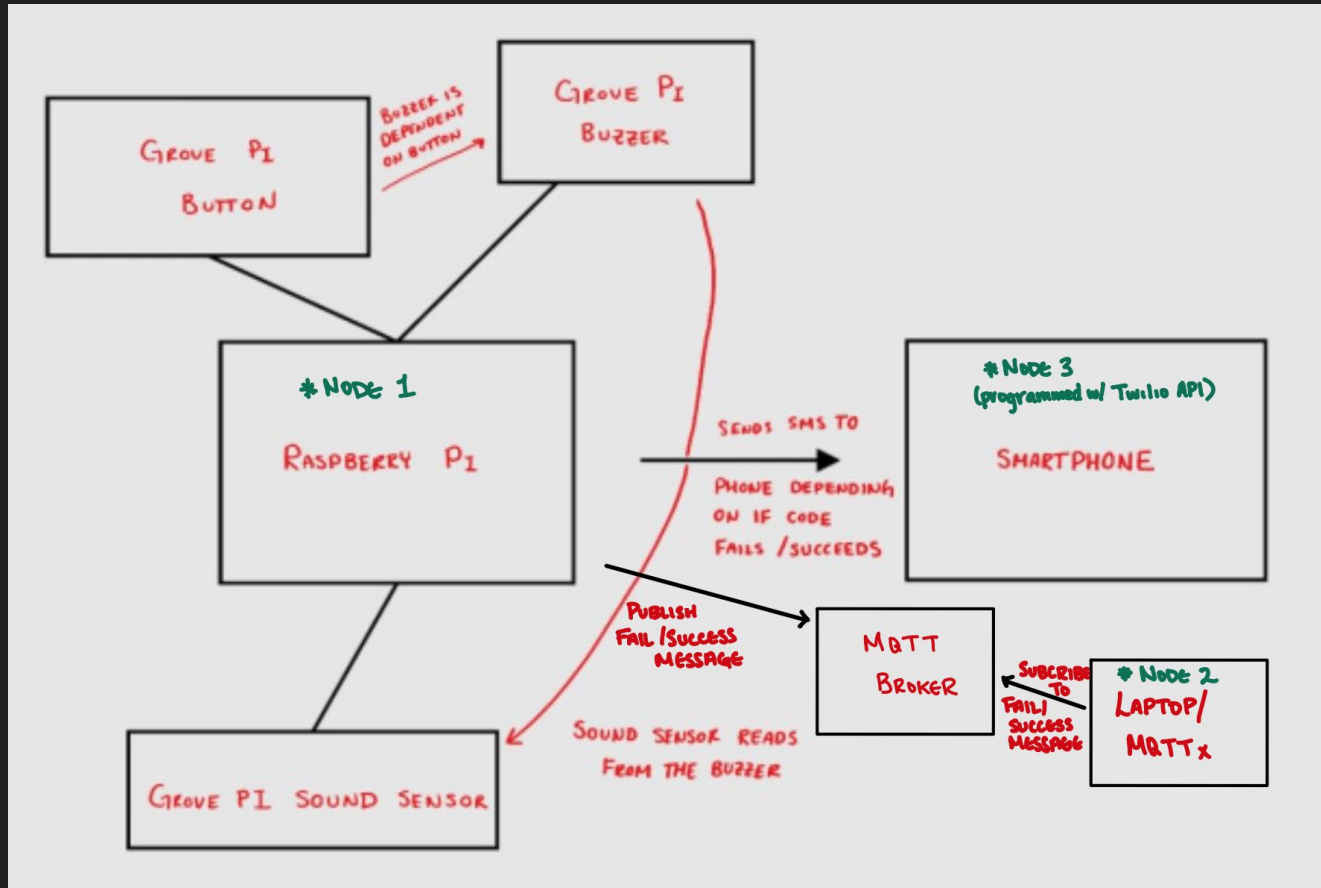 GROVE PI
BUTTON
BUZZER IS
DEPENDENT
ON BUTTON
GROVE PI
BUZZER
* NODE 1
RASPBERRY PI
SENDS SMS TO
PHONE DEPENDING
ON IF CODE
FAILS / SUCCEEDS
* NODE 3
(programmed w/ Twilio API)
SMARTPHONE
PUBLISH
FAIL / SUCCESS
MESSAGE
MQTT
BROKER
SUBCRIBE
TO
FAIL/
SUCCESS
MESSAGE
* NODE 2
LAPTOP/
MQTTx
SOUND SENSOR READS
FROM THE BUZZER
GROVE PI SOUND SENSOR